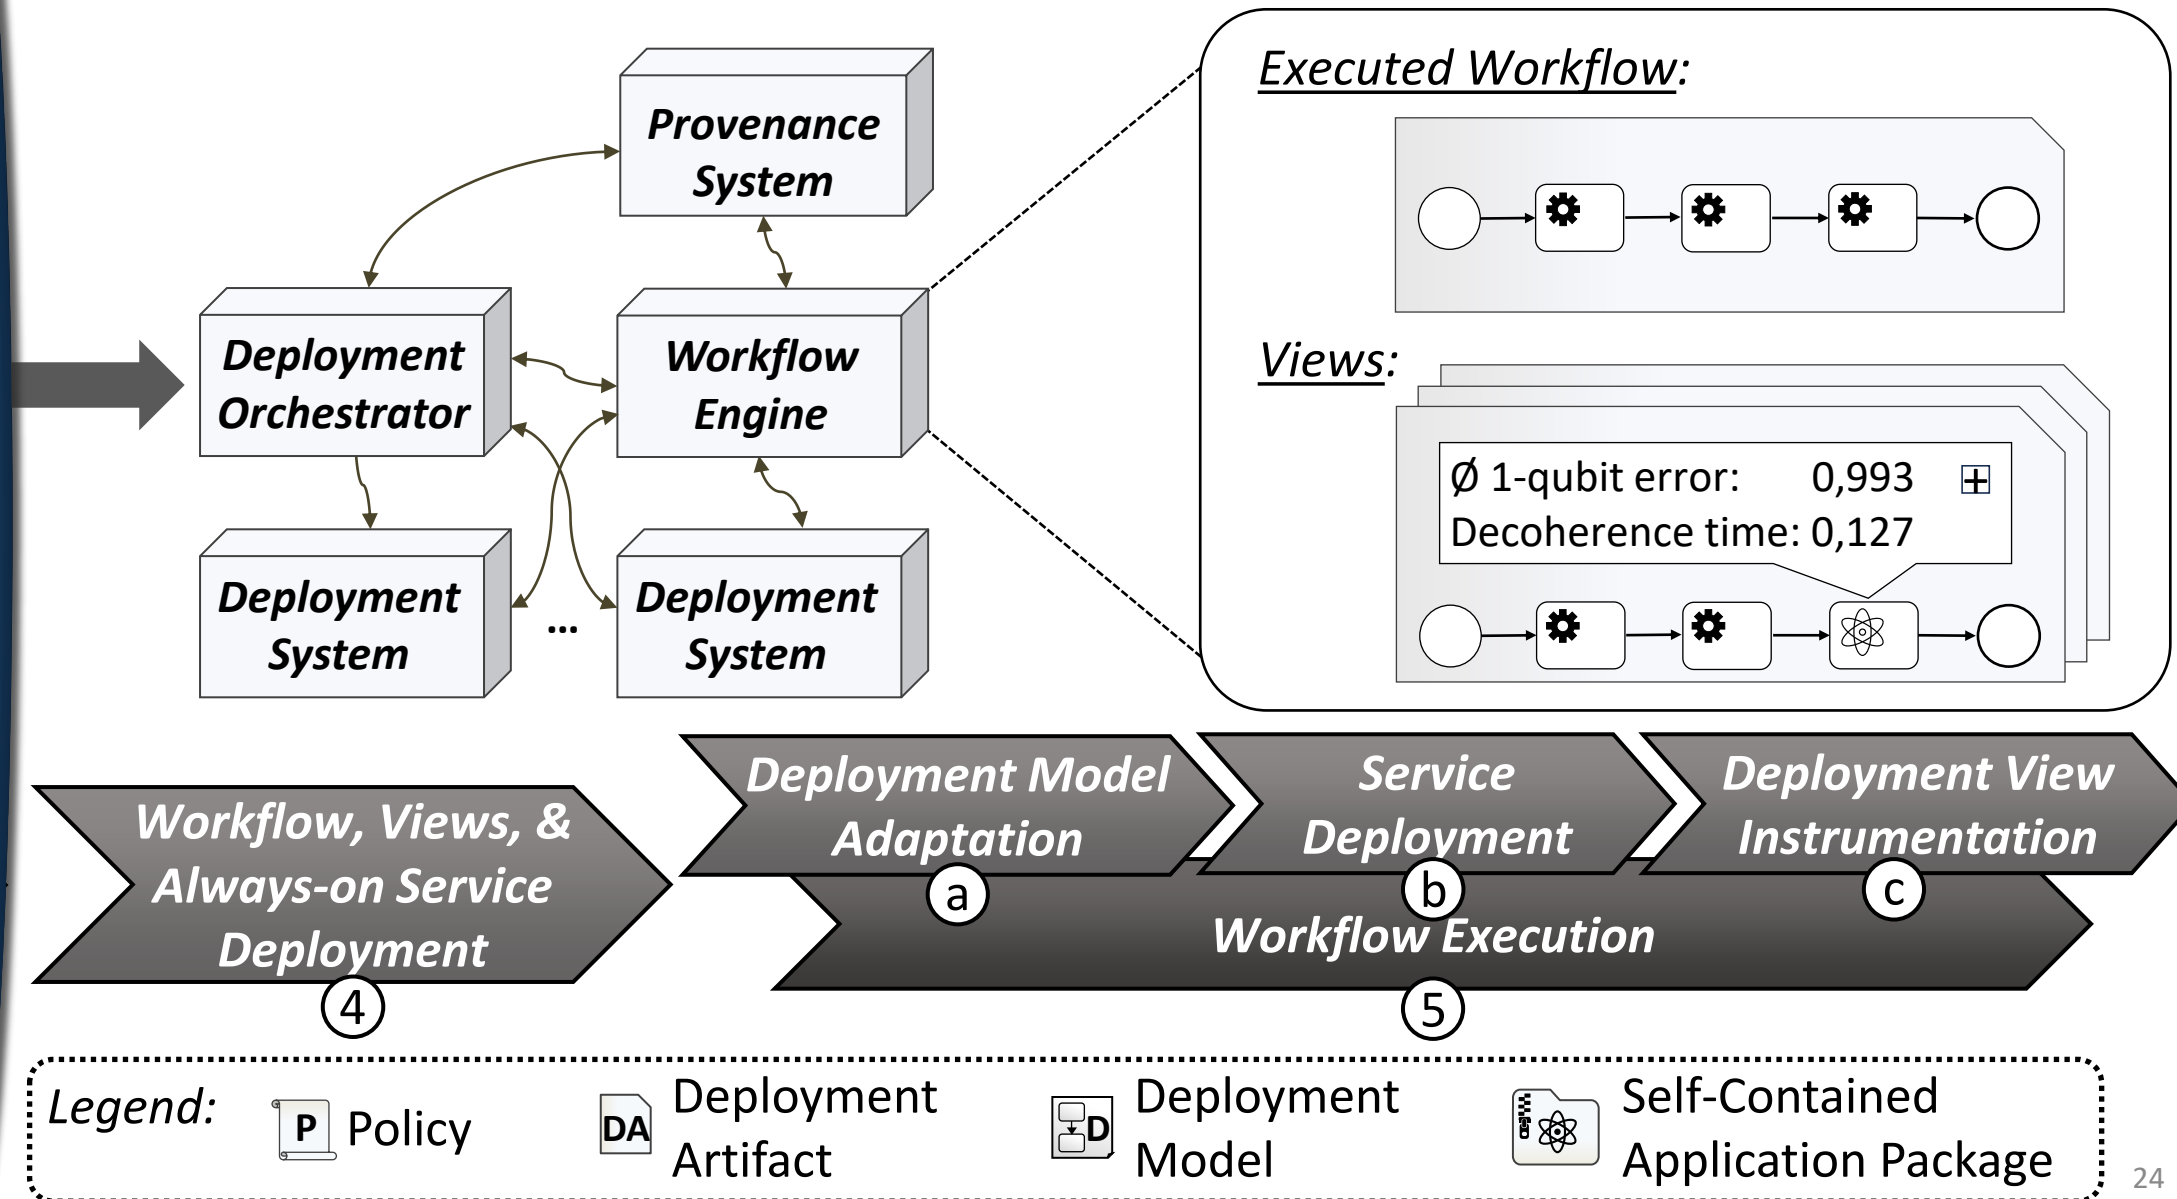 Provenance
System
Deployment
Orchestrator
Workflow
Engine
Deployment
System
...
Deployment
System
Executed Workflow:
Views:
Ø 1-qubit error: 0,993
Decoherence time: 0,127
Workflow, Views, &
Always-on Service
Deployment
4
Deployment Model
Adaptation
a
Service
Deployment
b
Deployment View
Instrumentation
c
Workflow Execution
5
Legend:
P Policy
DA Deployment
Artifact
D Deployment
Model
Self-Contained
Application Package
24